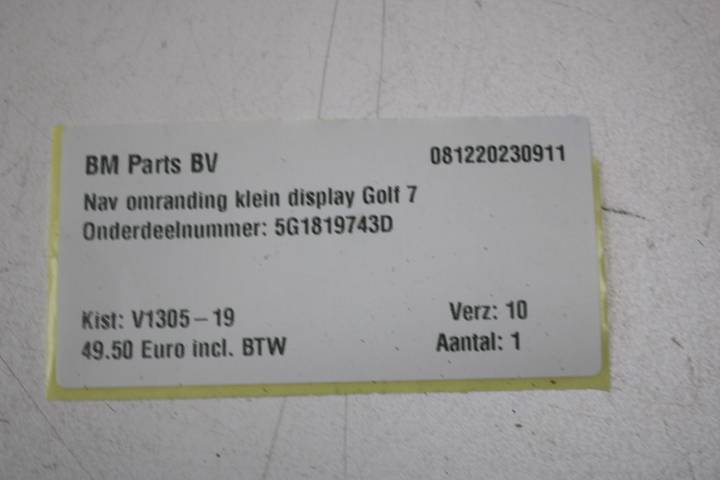 BM Parts BV 081220230911
Nav omranding klein display Golf 7
Onderdeelnummer: 5G1819743D
Kist: V1305-19 Verz: 10
49.50 Euro incl. BTW Aantal: 1